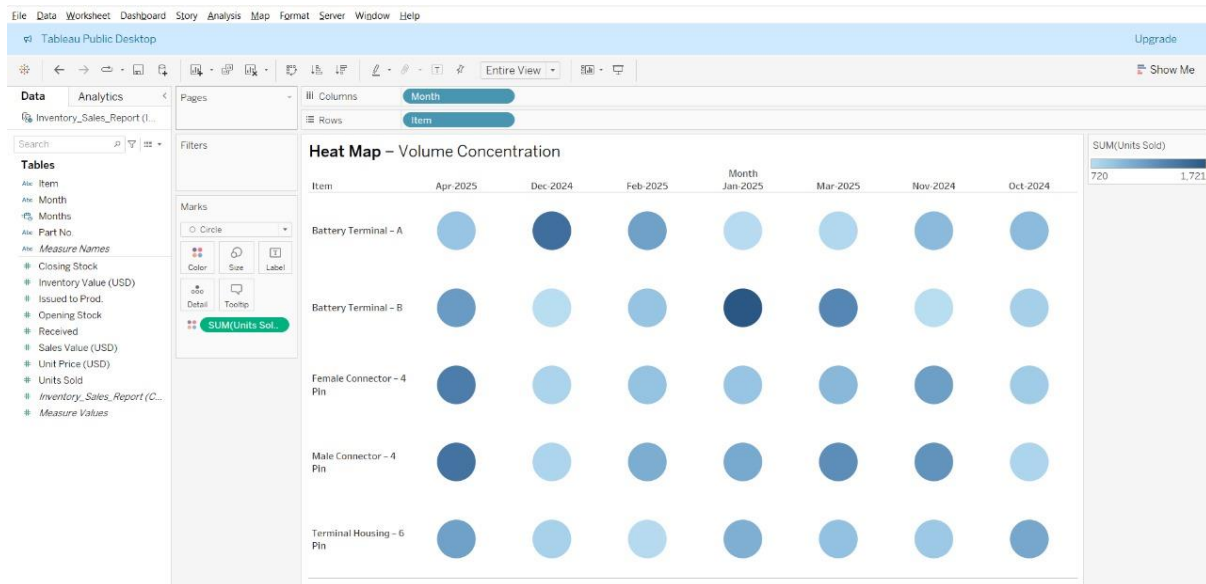 File Data Worksheet Dashboard Story Analysis Map Format Server Window Help
Tableau Public Desktop Upgrade
Entire View Show Me
Data Analytics Pages Columns Month
Inventory_Sales_Report (I... Rows Item
Search Filters Heat Map – Volume Concentration SUM(Units Sold)
Tables 720 1,721
Month
Item Apr-2025 Dec-2024 Feb-2025 Jan-2025 Mar-2025 Nov-2024 Oct-2024
Abc Item
Abc Month
Months
Abc Part No.
Abc Measure Names
# Closing Stock
# Inventory Value (USD)
# Issued to Prod.
# Opening Stock
# Received
# Sales Value (USD)
# Unit Price (USD)
# Units Sold
# Inventory_Sales_Report (C...
# Measure Values
Marks
Circle
Color Size Label
Detail Tooltip
SUM(Units Sol..
Battery Terminal – A
Battery Terminal – B
Female Connector – 4
Pin
Male Connector – 4
Pin
Terminal Housing – 6
Pin